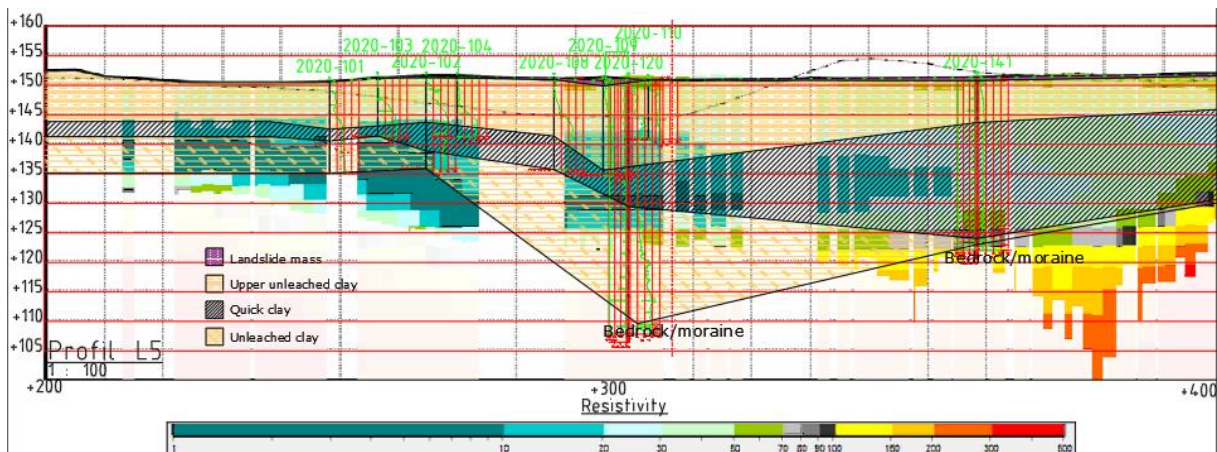 +160
+155
+150
+145
+140
+135
+130
+125
+120
+115
+110
+105
2020-101
2020-103
2020-102
2020-104
2020-108
2020-109
2020-110
2020-120
2020-141
Landslide mass
Upper unleached clay
Quick clay
Unleached clay
Bedrock/moraine
Bedrock/moraine
Profil L5
1 : 100
+200
+300
+400
Resistivity
1 10 20 30 50 70 80 90 100 150 200 300 500